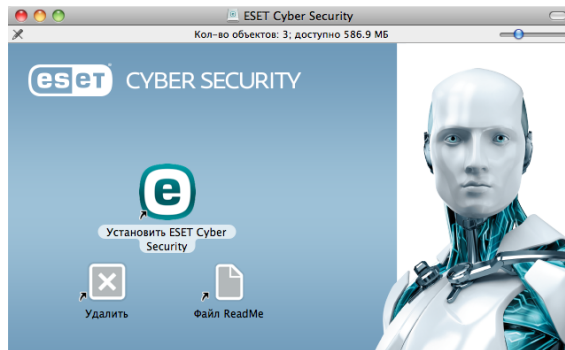 ESET Cyber Security
Кол-во объектов: 3; доступно 586.9 МБ
eset CYBER SECURITY
e
Установить ESET Cyber
Security
Удалить
Файл ReadMe